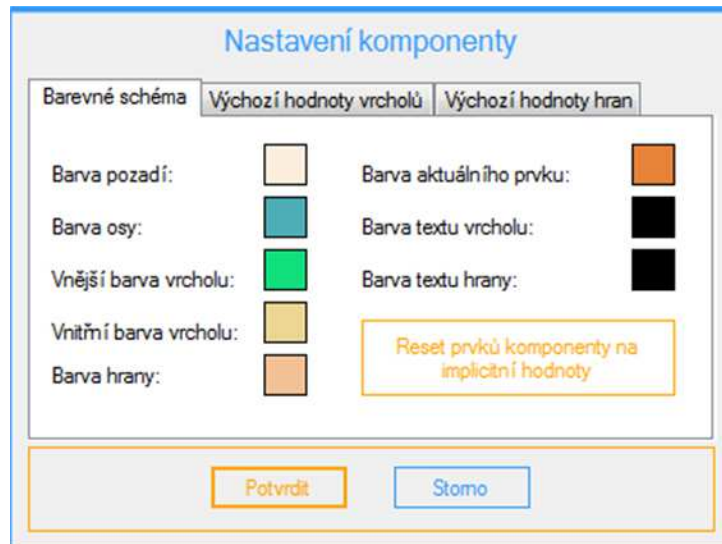 Nastavení komponenty
Barevné schéma
Výchozí hodnoty vrcholů
Výchozí hodnoty hran
Barva pozadí:
Barva aktuálního prvku:
Barva osy:
Barva textu vrcholu:
Vnější barva vrcholu:
Barva textu hrany:
Vnitřní barva vrcholu:
Barva hrany:
Reset prvků komponenty na
implicitní hodnoty
Potvrdit
Storno